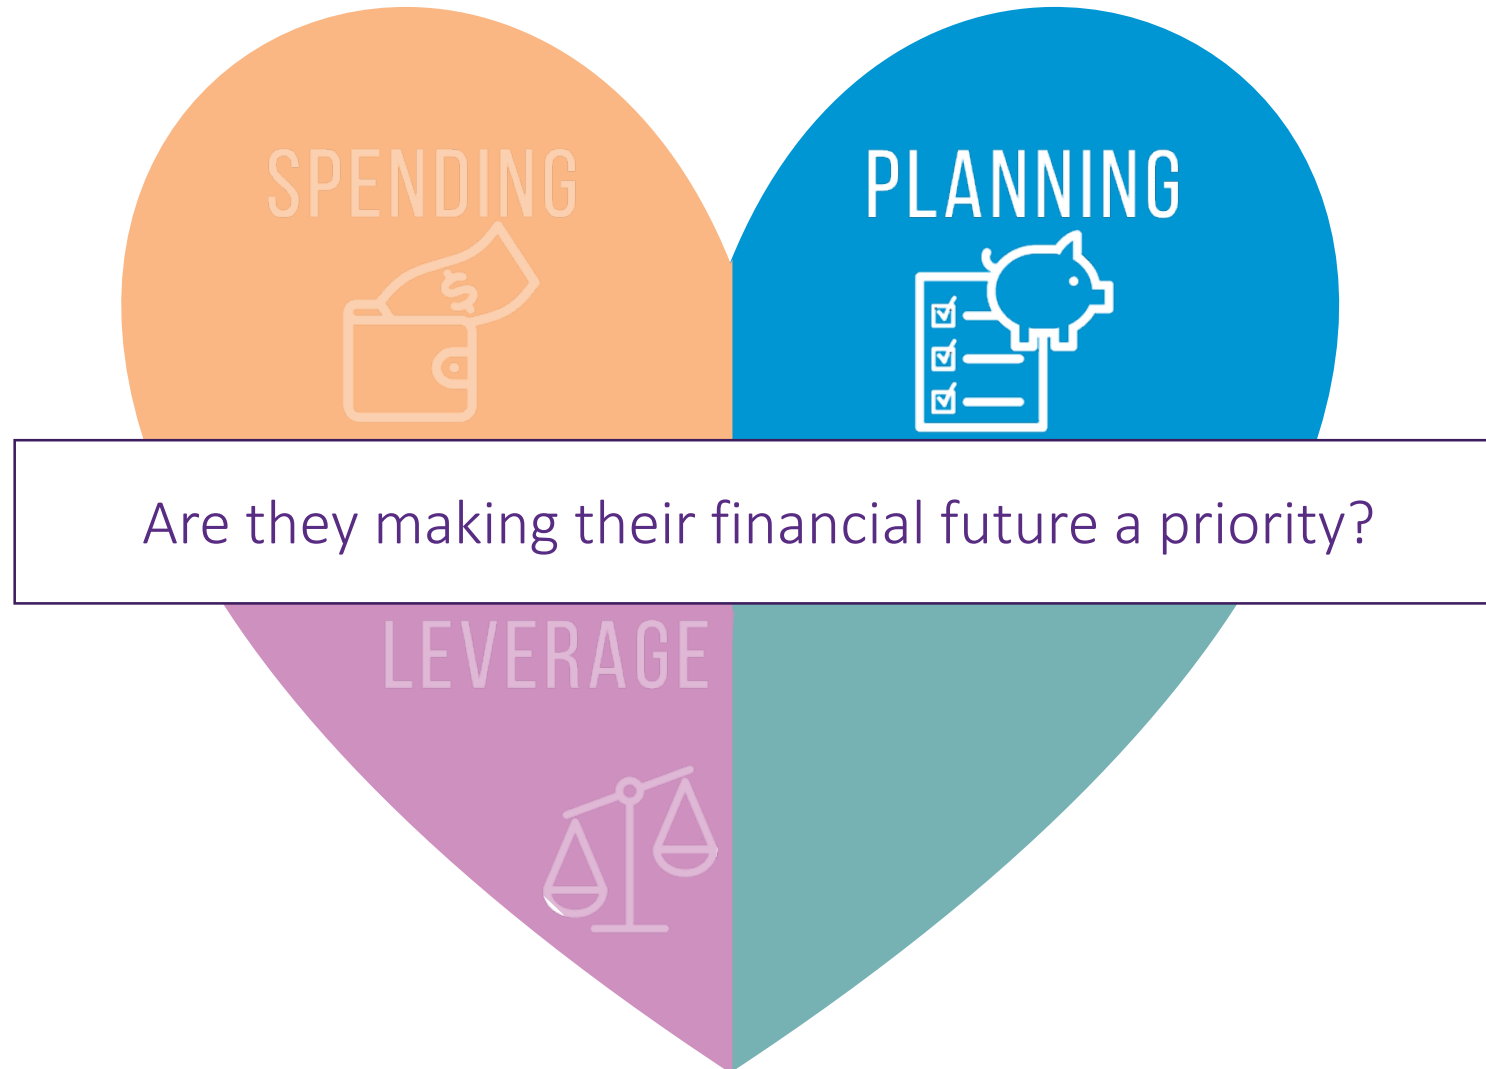 SPENDING
PLANNING
$
Are they making their financial future a priority?
LEVERAGE